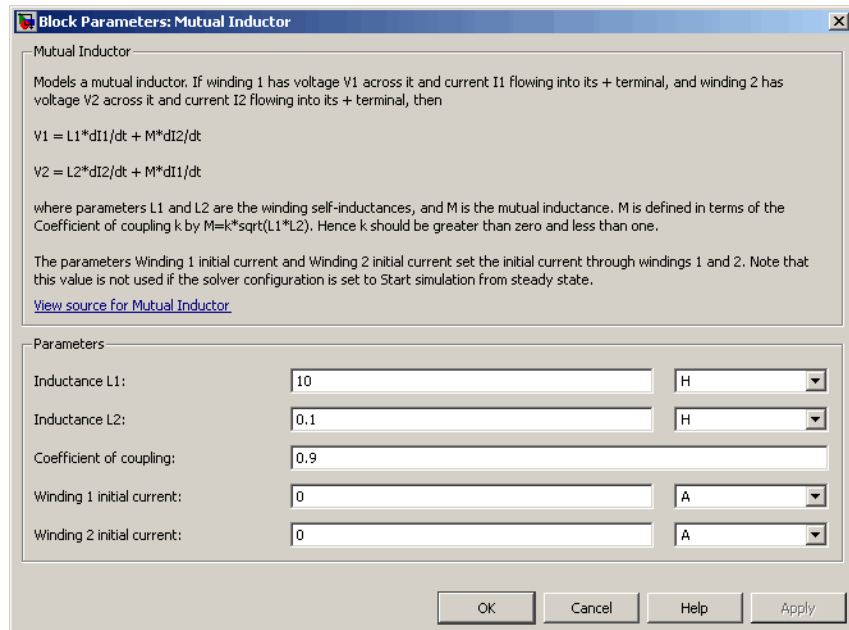 Block Parameters: Mutual Inductor
Mutual Inductor
Models a mutual inductor. If winding 1 has voltage V1 across it and current I1 flowing into its + terminal, and winding 2 has
voltage V2 across it and current I2 flowing into its + terminal, then
V1 = L1*dI1/dt + M*dI2/dt
V2 = L2*dI2/dt + M*dI1/dt
where parameters L1 and L2 are the winding self-inductances, and M is the mutual inductance. M is defined in terms of the
Coefficient of coupling k by M=k*sqrt(L1*L2). Hence k should be greater than zero and less than one.
The parameters Winding 1 initial current and Winding 2 initial current set the initial current through windings 1 and 2. Note that
this value is not used if the solver configuration is set to Start simulation from steady state.
View source for Mutual Inductor
Parameters
Inductance L1: 10 H
Inductance L2: 0.1 H
Coefficient of coupling: 0.9
Winding 1 initial current: 0 A
Winding 2 initial current: 0 A
OK Cancel Help Apply